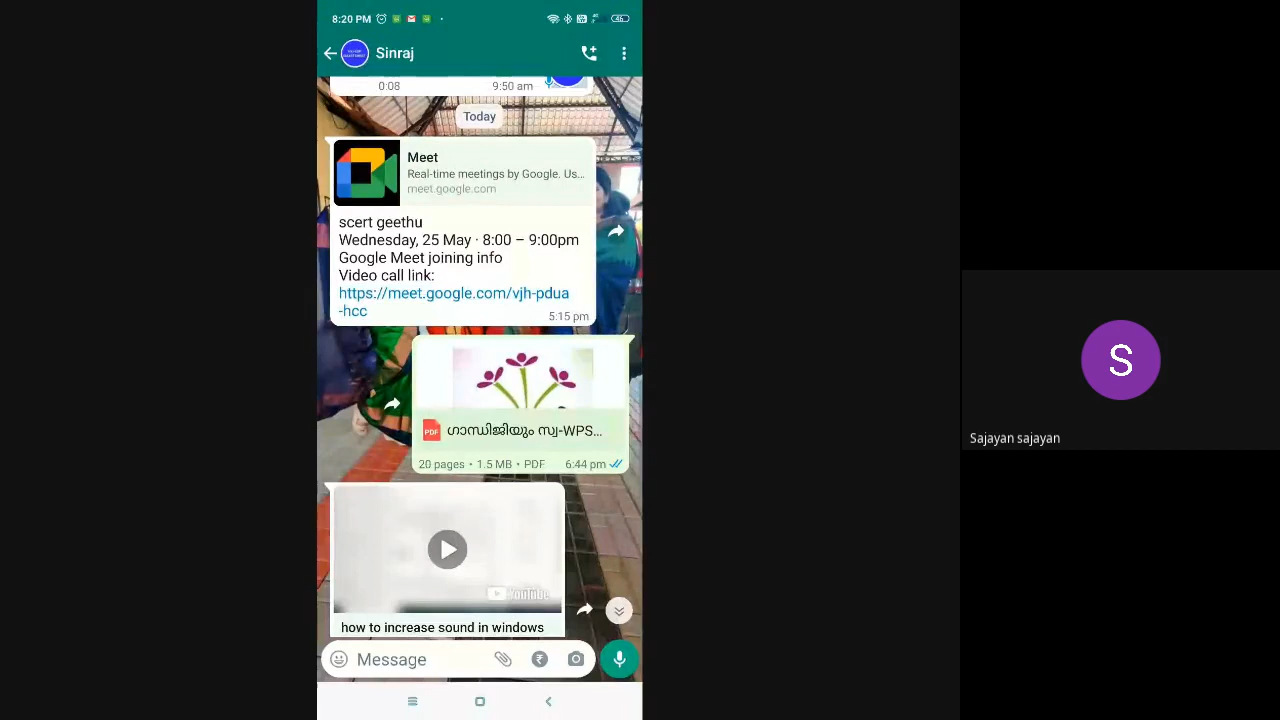 8:20 PM
46
Sinraj
0:08
9:50 am
Today
Meet
Real-time meetings by Google. Us...
meet.google.com
scert geethu
Wednesday, 25 May · 8:00 – 9:00pm
Google Meet joining info
Video call link:
https://meet.google.com/vjh-pdua
-hcc
5:15 pm
PDF
ഗാന്ധിജിയും സ്വ-WPS...
20 pages • 1.5 MB • PDF
6:44 pm
YouTube
how to increase sound in windows
Message
S
Sajayan sajayan